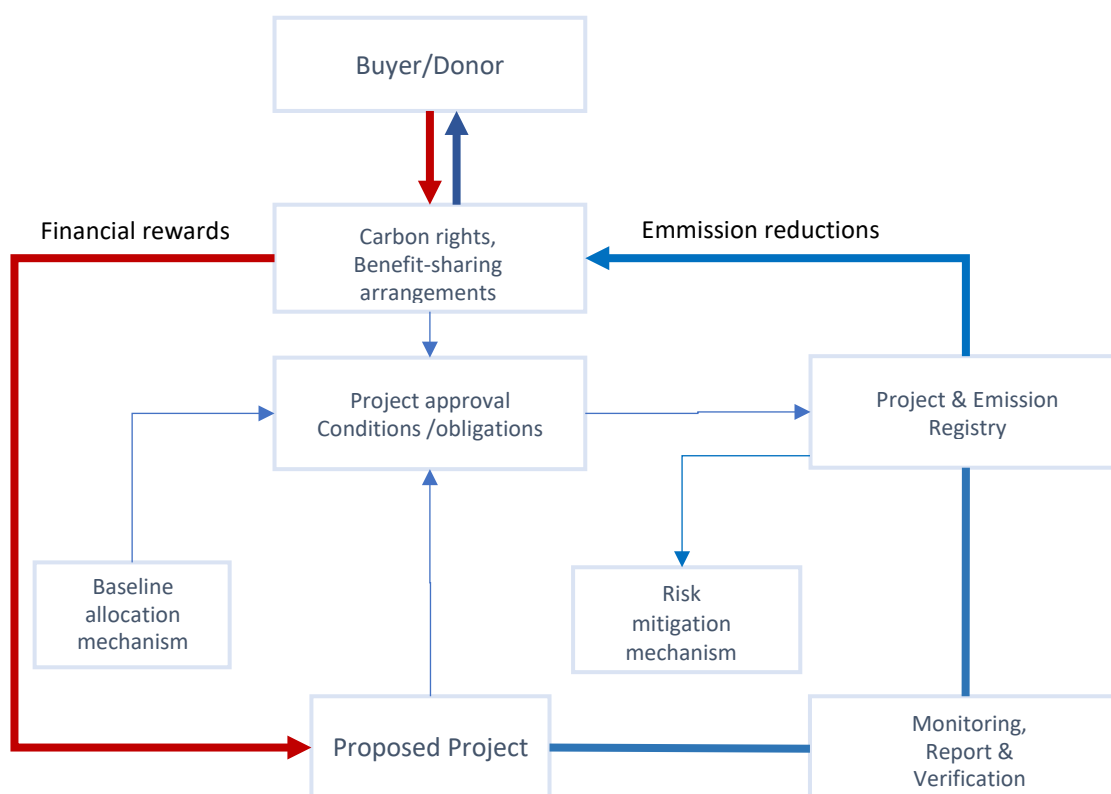 Buyer/Donor
Financial rewards
Carbon rights,
Benefit-sharing
arrangements
Emmission reductions
Project approval
Conditions /obligations
Project & Emission
Registry
Baseline
allocation
mechanism
Risk
mitigation
mechanism
Proposed Project
Monitoring,
Report &
Verification